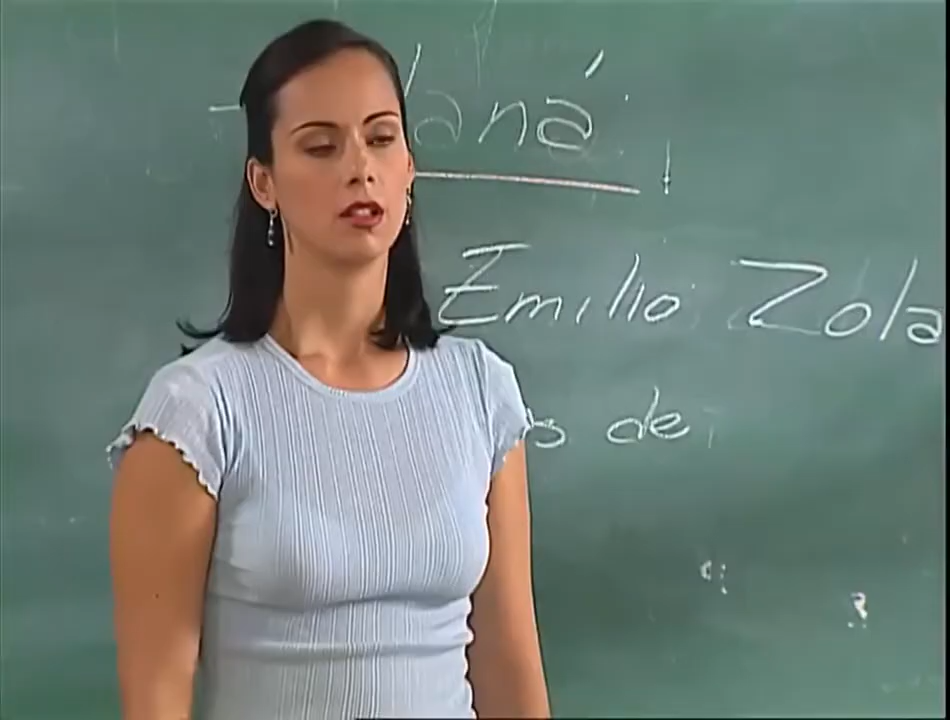 - Naná
Emilio Zola
de